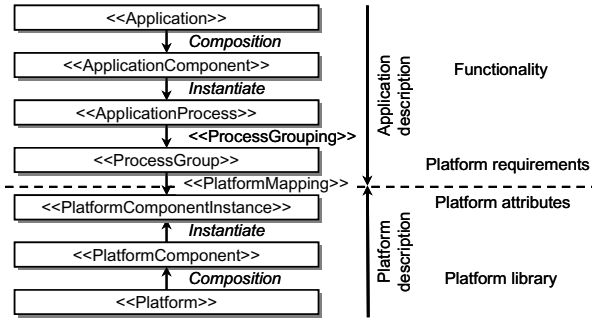 <<Application>>
Composition
<<ApplicationComponent>>
Instantiate
<<ApplicationProcess>>
<<ProcessGrouping>>
<<ProcessGroup>>
<<PlatformMapping>>
<<PlatformComponentInstance>>
Instantiate
<<PlatformComponent>>
Composition
<<Platform>>
Application
description
Platform
description
Functionality
Platform requirements
Platform attributes
Platform library